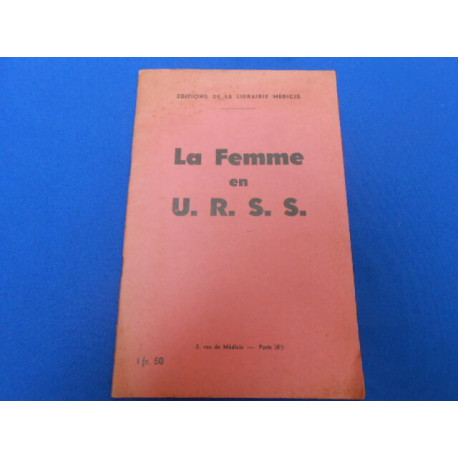 EDITIONS DE LA LIBRAIRIE MEDICIS
La Femme
en
U. R. S. S.
3, rue de Médicis — Paris (6e)
1 fr. 50